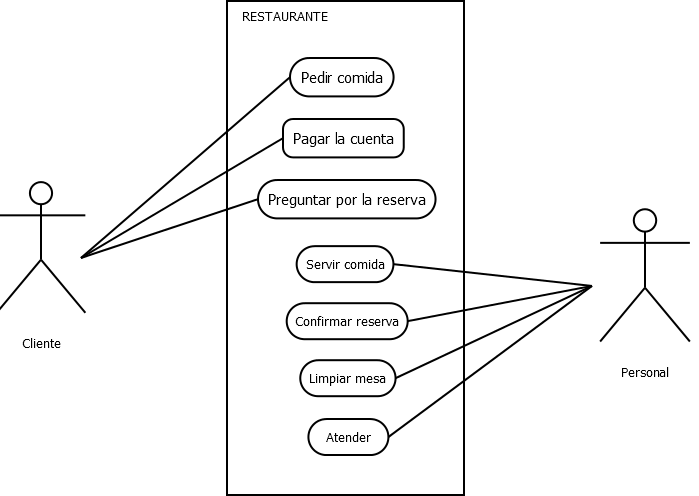 RESTAURANTE
Pedir comida
Pagar la cuenta
Preguntar por la reserva
Servir comida
Confirmar reserva
Limpiar mesa
Atender
Cliente
Personal